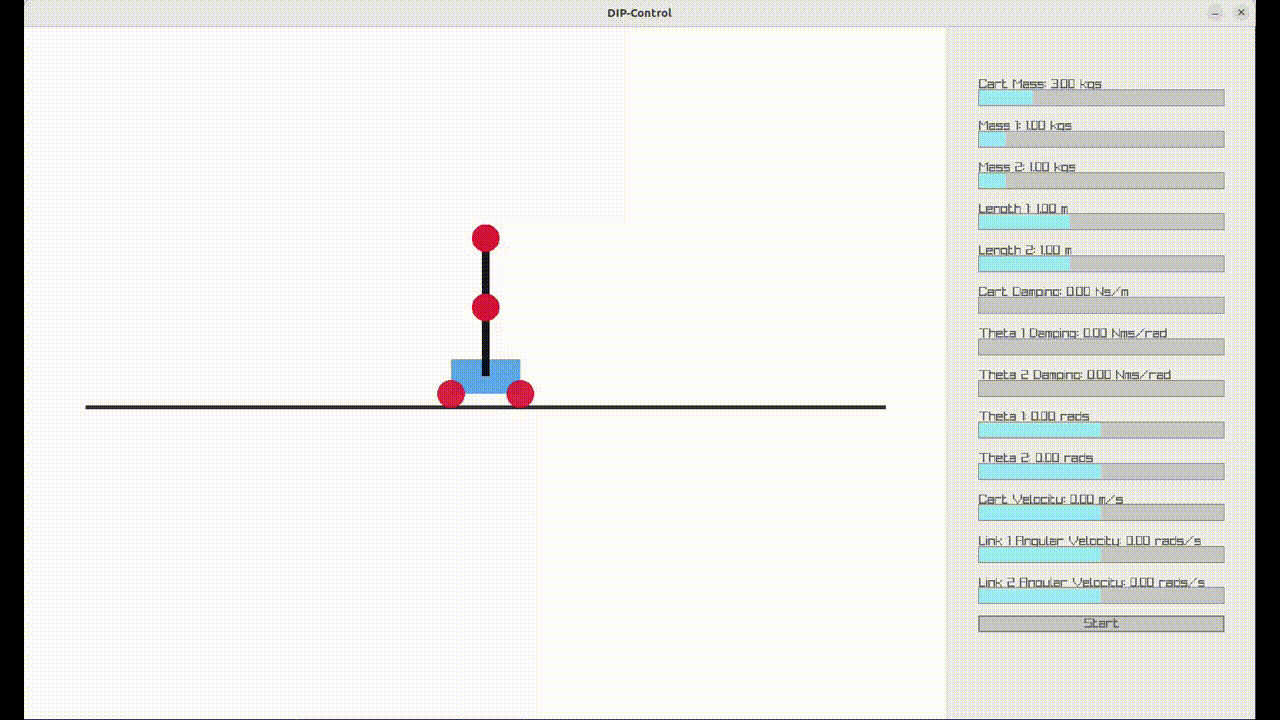 DIP-Control
Cart Mass: 3.00 kgs
Mass 1: 1.00 kgs
Mass 2: 1.00 kgs
Length 1: 1.00 m
Length 2: 1.00 m
Cart Damping: 0.00 Ns/m
Theta 1 Damping: 0.00 Nms/rad
Theta 2 Damping: 0.00 Nms/rad
Theta 1: 0.00 rads
Theta 2: 0.00 rads
Cart Velocity: 0.00 m/s
Link 1 Angular Velocity: 0.00 rads/s
Link 2 Angular Velocity: 0.00 rads/s
Start